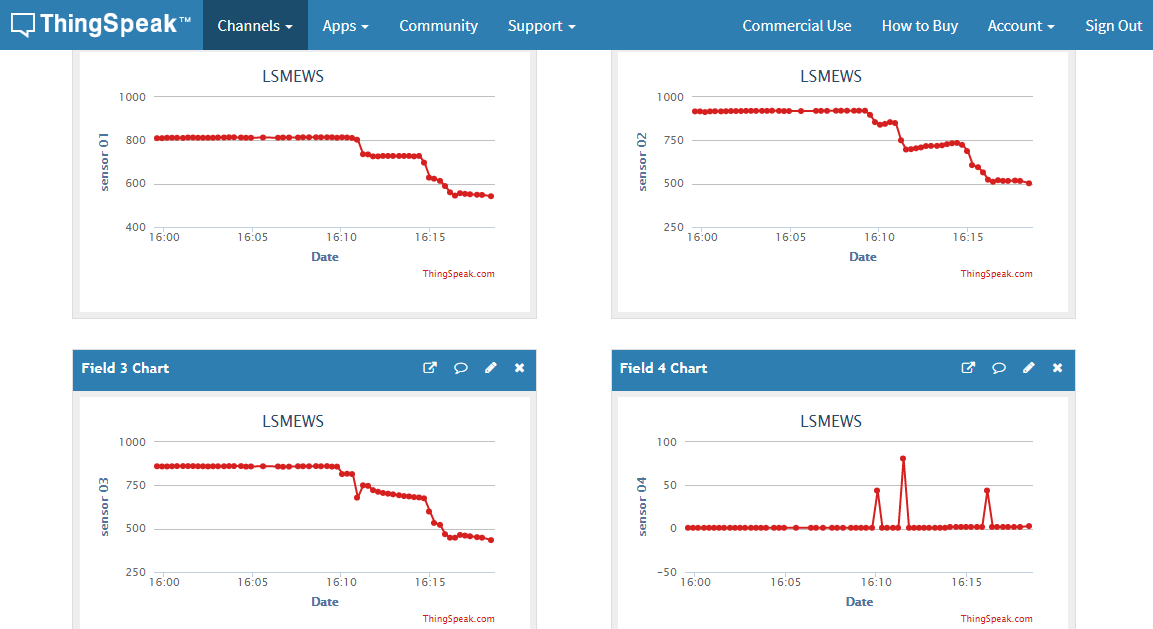 ThingSpeak™ Channels Apps Community Support Commercial Use How to Buy Account Sign Out
LSMEWS
sensor 01
1000
800
600
400
16:00 16:05 16:10 16:15
Date
ThingSpeak.com
LSMEWS
sensor 02
1000
750
500
250
16:00 16:05 16:10 16:15
Date
ThingSpeak.com
Field 3 Chart
LSMEWS
sensor 03
1000
750
500
250
16:00 16:05 16:10 16:15
Date
ThingSpeak.com
Field 4 Chart
LSMEWS
sensor 04
100
50
0
−50
16:00 16:05 16:10 16:15
Date
ThingSpeak.com